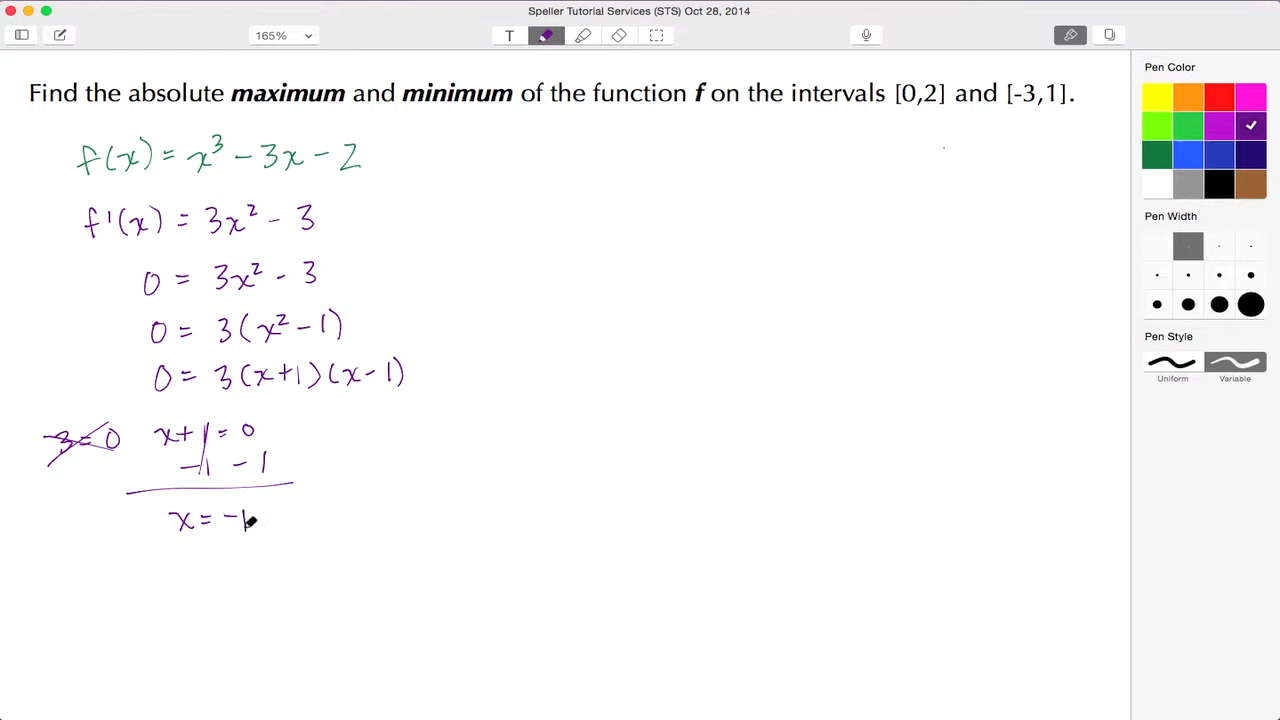 Speller Tutorial Services (STS) Oct 28, 2014
165%
T
Find the absolute maximum and minimum of the function f on the intervals [0,2] and [-3,1].
f(x) = x³ - 3x - 2
f'(x) = 3x² - 3
0 = 3x² - 3
0 = 3(x² - 1)
0 = 3(x+1)(x-1)
3=0 x+1=0
-1 -1
x = -1
Pen Color
Pen Width
Pen Style
Uniform Variable